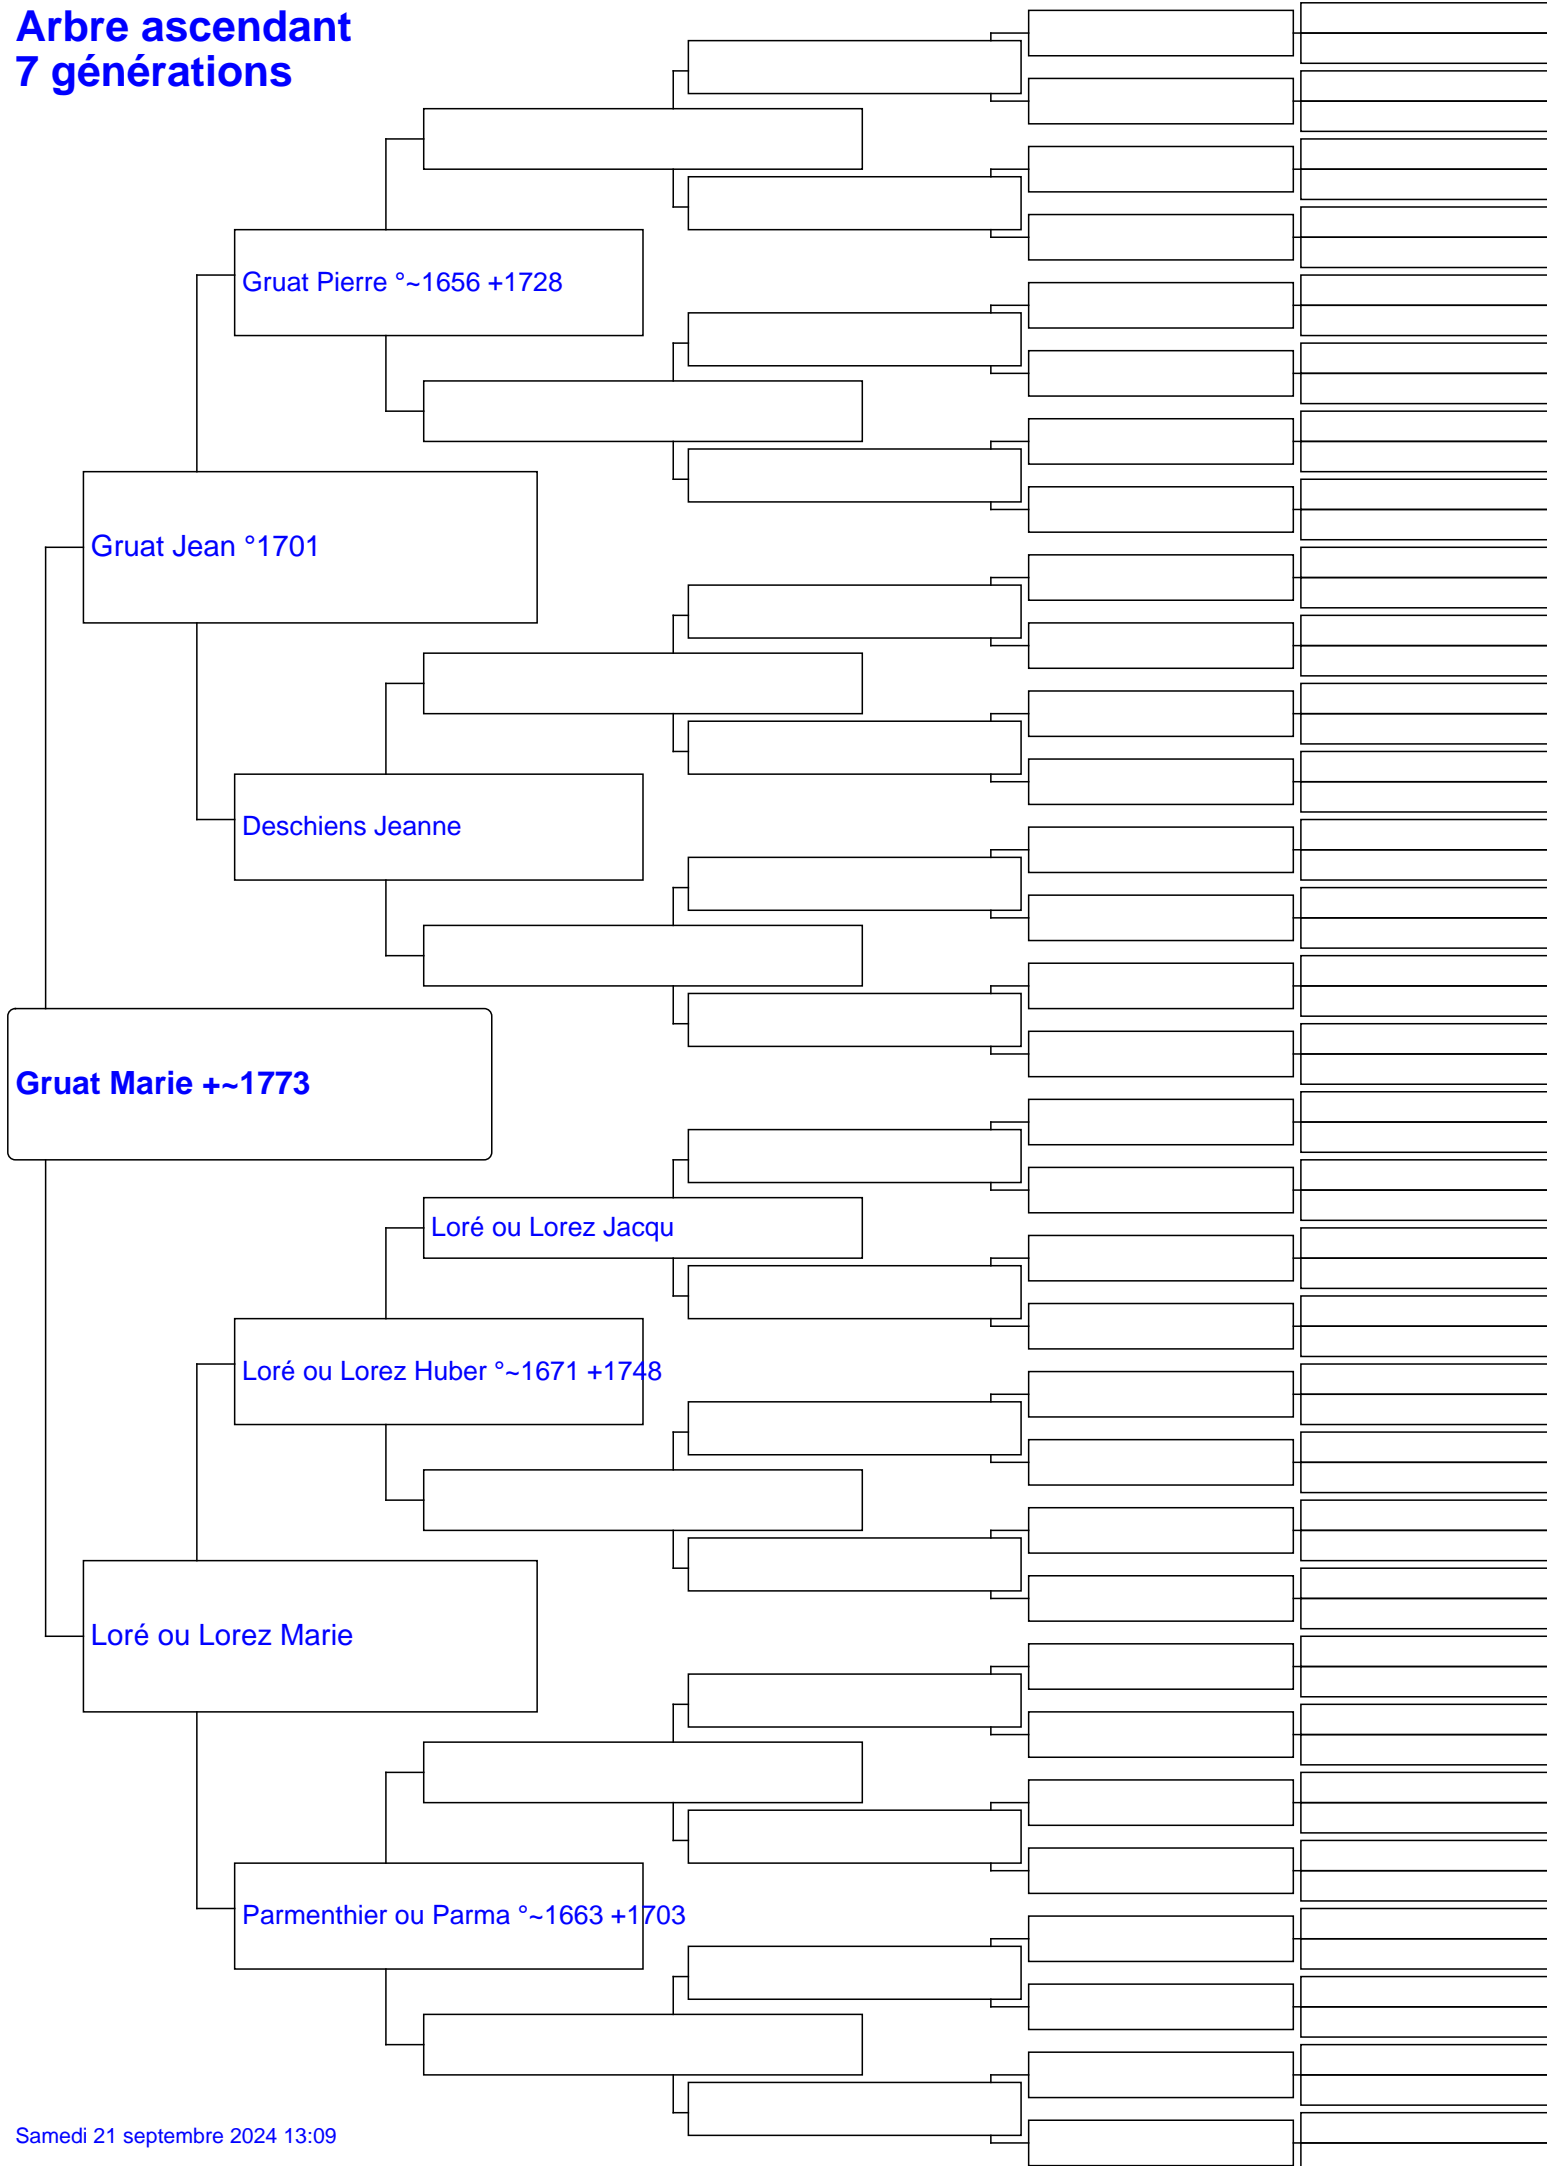 Arbre ascendant
7 générations
Gruat Pierre °~1656 +1728
Gruat Jean °1701
Deschiens Jeanne
Gruat Marie +~1773
Loré ou Lorez Jacqu
Loré ou Lorez Huber °~1671 +1748
Loré ou Lorez Marie
Parmenthier ou Parma °~1663 +1703
Samedi 21 septembre 2024 13:09